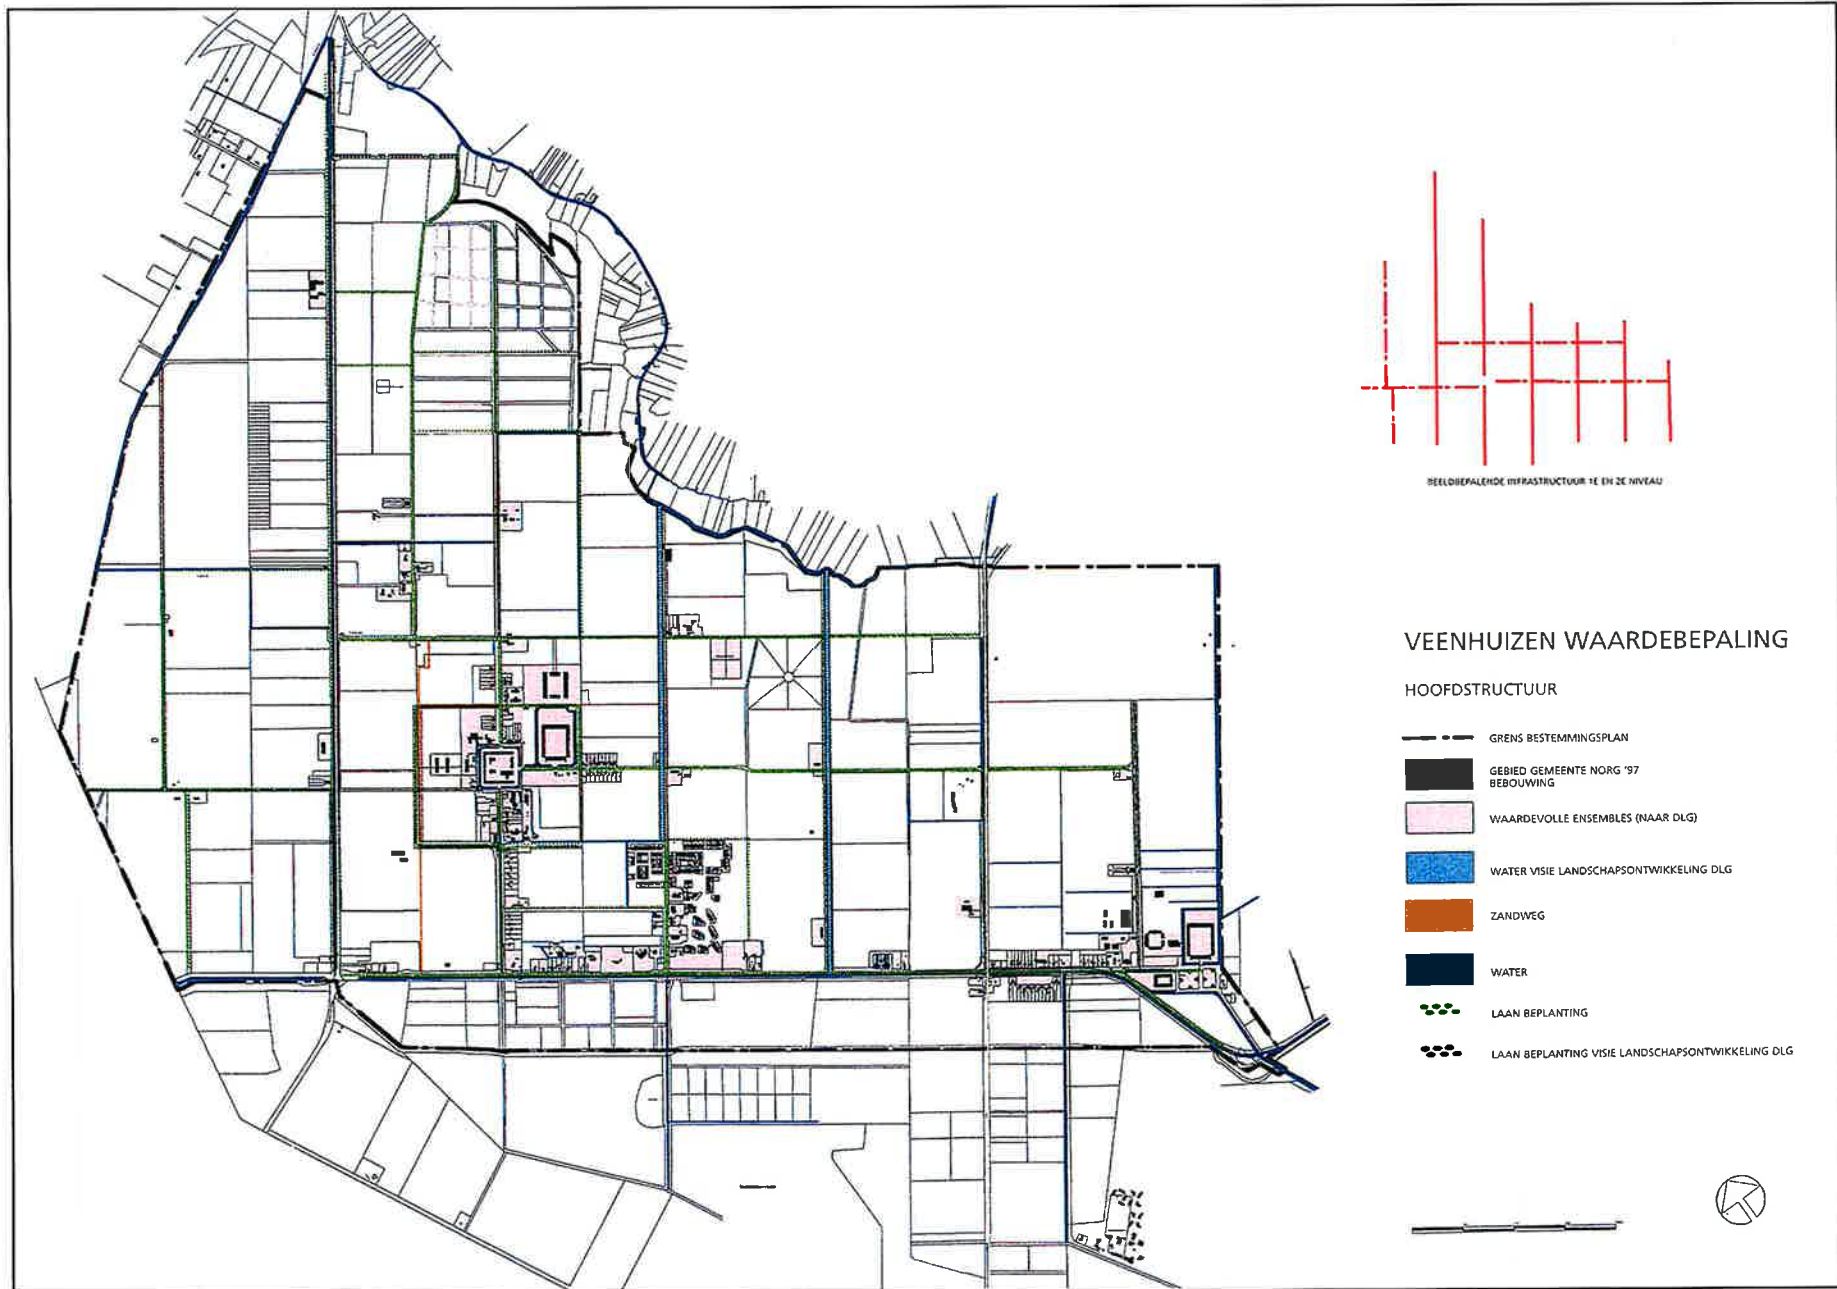 BEELDBEPALENDE INFRASTRUCTUUR 1E EN 2E NIVEAU
VEENHUIZEN WAARDEBEPALING
HOOFDSTRUCTUUR
GRENS BESTEMMINGSPLAN
GEBIED GEMEENTE NORG '97
BEBOUWING
WAARDEVOLLE ENSEMBLES (NAAR DLG)
WATER VISIE LANDSCHAPSONTWIKKELING DLG
ZANDWEG
WATER
LAAN BEPLANTING
LAAN BEPLANTING VISIE LANDSCHAPSONTWIKKELING DLG